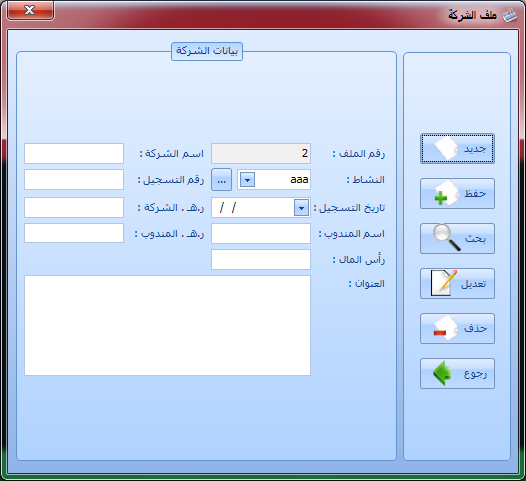 ملف الشركة
بيانات الشركة
رقم الملف : 2
اسم الشركة :
النشاط : aaa
...
رقم التسجيل :
تاريخ التسجيل : / /
ر.هـ. الشركة :
اسم المندوب :
ر.هـ. المندوب :
رأس المال :
العنوان :
جديد
حفظ
بحث
تعديل
حذف
رجوع